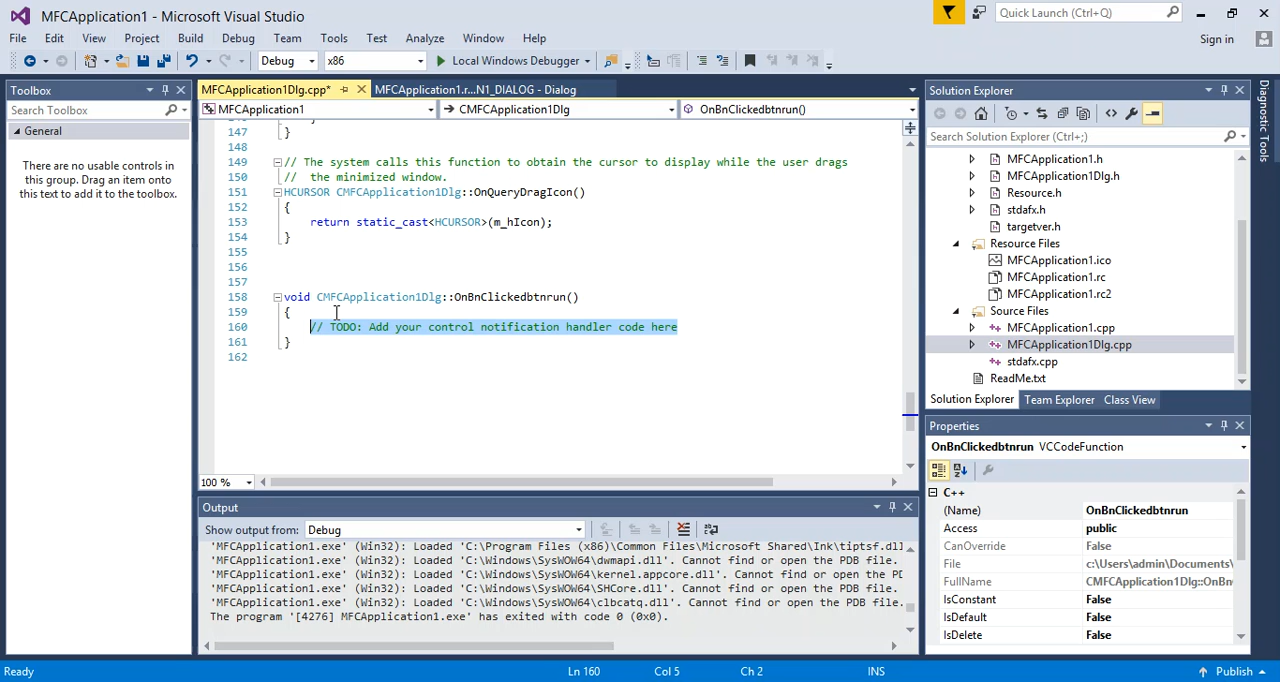 MFCApplication1 - Microsoft Visual Studio
Quick Launch (Ctrl+Q)
File Edit View Project Build Debug Team Tools Test Analyze Window Help
Sign in
Debug x86 Local Windows Debugger
Toolbox
Search Toolbox
General
There are no usable controls in
this group. Drag an item onto
this text to add it to the toolbox.
MFCApplication1Dlg.cpp* MFCApplication1.r...N1_DIALOG - Dialog
MFCApplication1 CMFCApplication1Dlg OnBnClickedbtnrun()
147 }
148
149 // The system calls this function to obtain the cursor to display while the user drags
150 // the minimized window.
151 HCURSOR CMFCApplication1Dlg::OnQueryDragIcon()
152 {
153 return static_cast<HCURSOR>(m_hIcon);
154 }
155
156
157
158 void CMFCApplication1Dlg::OnBnClickedbtnrun()
159 {
160 // TODO: Add your control notification handler code here
161 }
162
100 %
Output
Show output from: Debug
'MFCApplication1.exe' (Win32): Loaded 'C:\Program Files (x86)\Common Files\Microsoft Shared\Ink\tiptsf.dll
'MFCApplication1.exe' (Win32): Loaded 'C:\Windows\SysWOW64\dwmapi.dll'. Cannot find or open the PDB file.
'MFCApplication1.exe' (Win32): Loaded 'C:\Windows\SysWOW64\kernel.appcore.dll'. Cannot find or open the PD
'MFCApplication1.exe' (Win32): Loaded 'C:\Windows\SysWOW64\SHCore.dll'. Cannot find or open the PDB file.
'MFCApplication1.exe' (Win32): Loaded 'C:\Windows\SysWOW64\clbcatq.dll'. Cannot find or open the PDB file.
The program '[4276] MFCApplication1.exe' has exited with code 0 (0x0).
Solution Explorer
Search Solution Explorer (Ctrl+;)
MFCApplication1.h
MFCApplication1Dlg.h
Resource.h
stdafx.h
targetver.h
Resource Files
MFCApplication1.ico
MFCApplication1.rc
MFCApplication1.rc2
Source Files
MFCApplication1.cpp
MFCApplication1Dlg.cpp
stdafx.cpp
ReadMe.txt
Solution Explorer Team Explorer Class View
Properties
OnBnClickedbtnrun VCCodeFunction
C++
(Name) OnBnClickedbtnrun
Access public
CanOverride False
File c:\Users\admin\Documents\
FullName CMFCApplication1Dlg::OnBn
IsConstant False
IsDefault False
IsDelete False
Diagnostic Tools
Ready Ln 160 Col 5 Ch 2 INS Publish